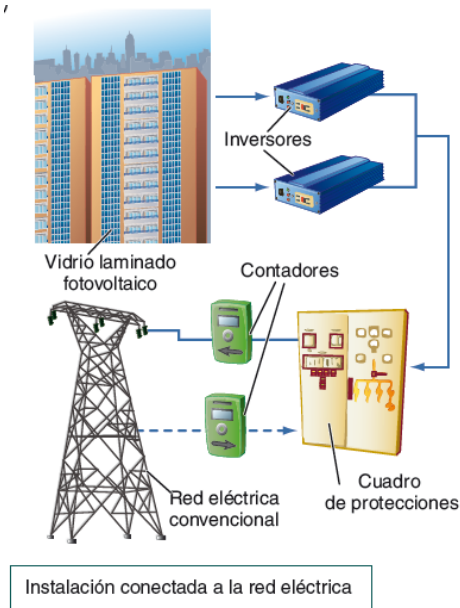 Inversores
Vidrio laminado
fotovoltaico
Contadores
Red eléctrica
convencional
Cuadro
de protecciones
Instalación conectada a la red eléctrica